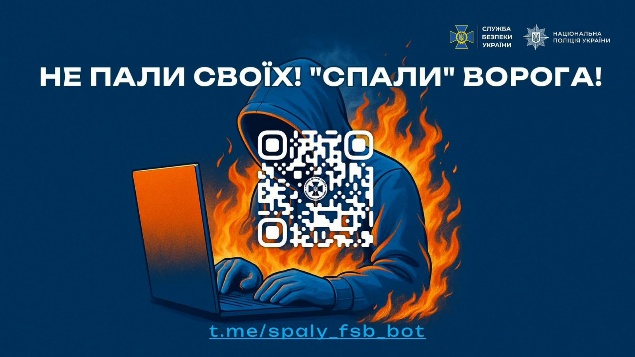 СЛУЖБА
БЕЗПЕКИ
УКРАЇНИ
НАЦІОНАЛЬНА
ПОЛІЦІЯ УКРАЇНИ
НЕ ПАЛИ СВОЇХ! "СПАЛИ" ВОРОГА!
t.me/spaly_fsb_bot